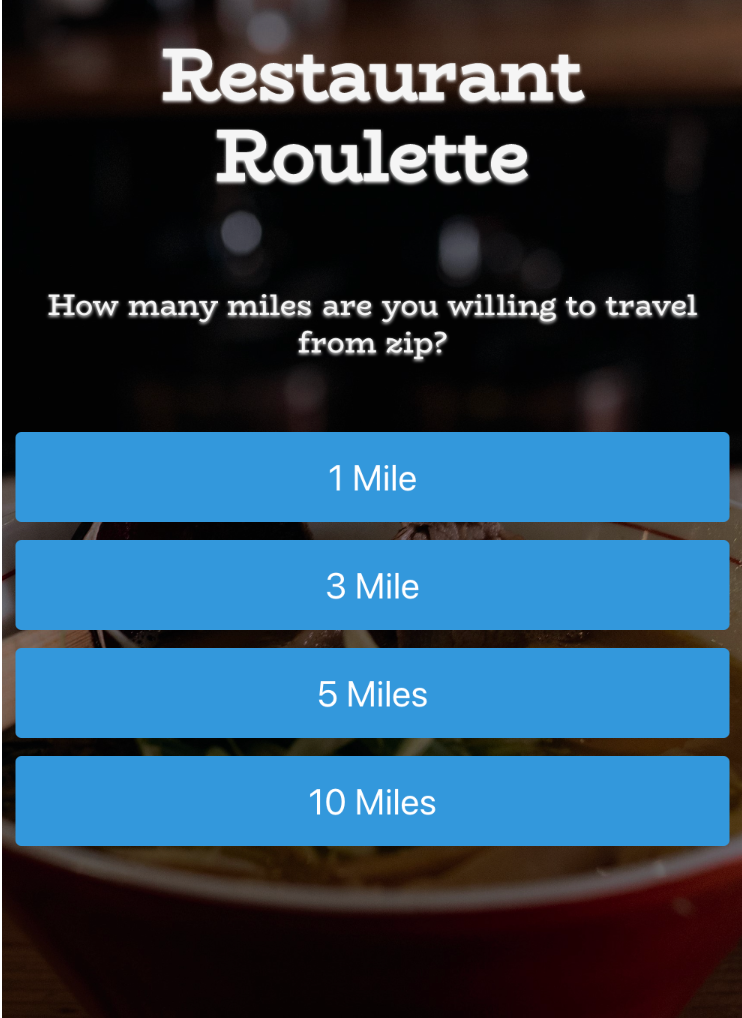 Restaurant
Roulette
How many miles are you willing to travel
from zip?
1 Mile
3 Mile
5 Miles
10 Miles